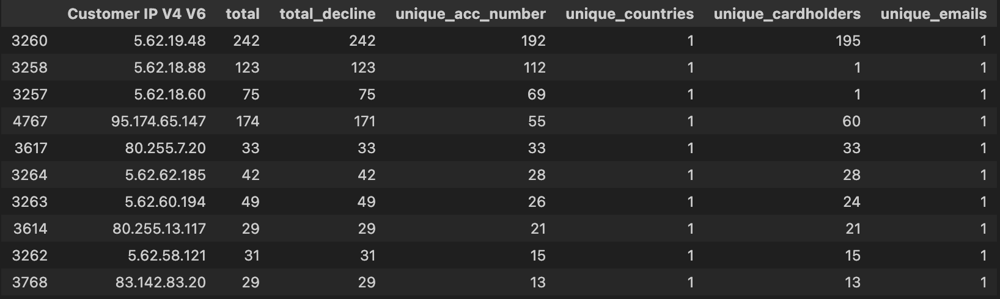 Customer IP V4 V6 total total_decline unique_acc_number unique_countries unique_cardholders unique_emails
3260 5.62.19.48 242 242 192 1 195 1
3258 5.62.18.88 123 123 112 1 1 1
3257 5.62.18.60 75 75 69 1 1 1
4767 95.174.65.147 174 171 55 1 60 1
3617 80.255.7.20 33 33 33 1 33 1
3264 5.62.62.185 42 42 28 1 28 1
3263 5.62.60.194 49 49 26 1 24 1
3614 80.255.13.117 29 29 21 1 21 1
3262 5.62.58.121 31 31 15 1 15 1
3768 83.142.83.20 29 29 13 1 13 1